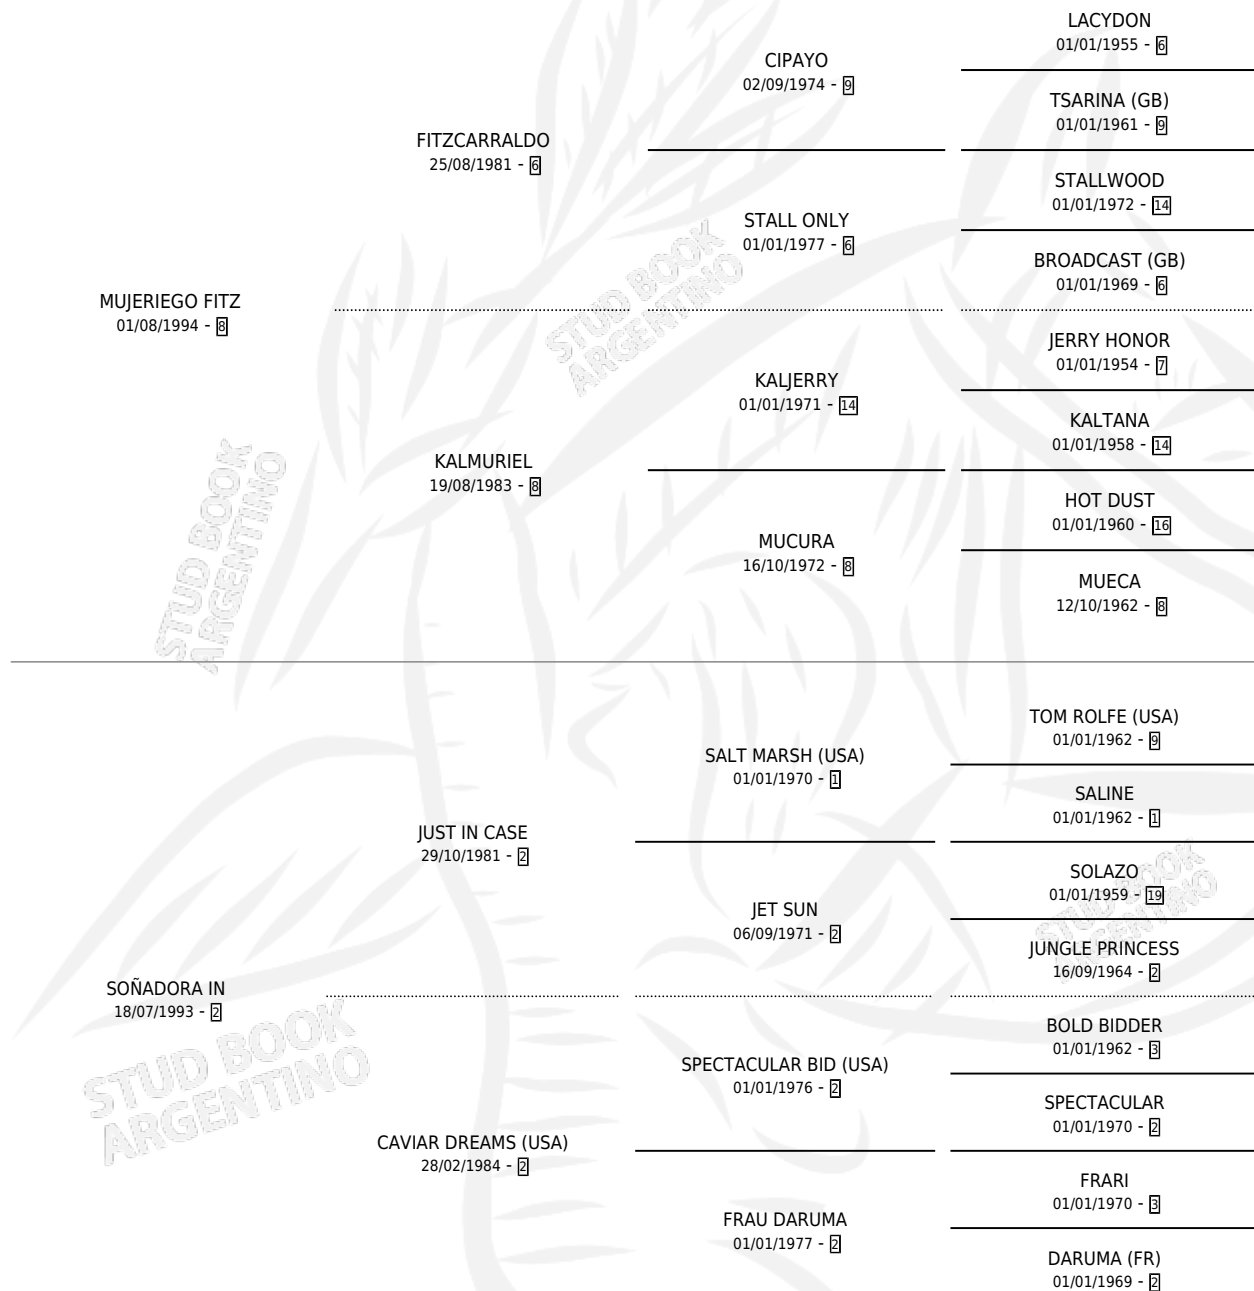 MUJERIEGO FITZ
01/08/1994 - 8
FITZCARRALDO
25/08/1981 - 6
KALMURIEL
19/08/1983 - 8
CIPAYO
02/09/1974 - 9
STALL ONLY
01/01/1977 - 6
KALJERRY
01/01/1971 - 14
MUCURA
16/10/1972 - 8
LACYDON
01/01/1955 - 6
TSARINA (GB)
01/01/1961 - 9
STALLWOOD
01/01/1972 - 14
BROADCAST (GB)
01/01/1969 - 6
JERRY HONOR
01/01/1954 - 7
KALTANA
01/01/1958 - 14
HOT DUST
01/01/1960 - 16
MUECA
12/10/1962 - 8
SOÑADORA IN
18/07/1993 - 2
JUST IN CASE
29/10/1981 - 2
CAVIAR DREAMS (USA)
28/02/1984 - 2
SALT MARSH (USA)
01/01/1970 - 1
JET SUN
06/09/1971 - 2
SPECTACULAR BID (USA)
01/01/1976 - 2
FRAU DARUMA
01/01/1977 - 2
TOM ROLFE (USA)
01/01/1962 - 9
SALINE
01/01/1962 - 1
SOLAZO
01/01/1959 - 19
JUNGLE PRINCESS
16/09/1964 - 2
BOLD BIDDER
01/01/1962 - 3
SPECTACULAR
01/01/1970 - 2
FRARI
01/01/1970 - 3
DARUMA (FR)
01/01/1969 - 2
STUD BOOK
ARGENTINO
STUD BOOK
ARGENTINO
STUD BOOK
ARGENTINO
STUD BOOK
ARGENTINO